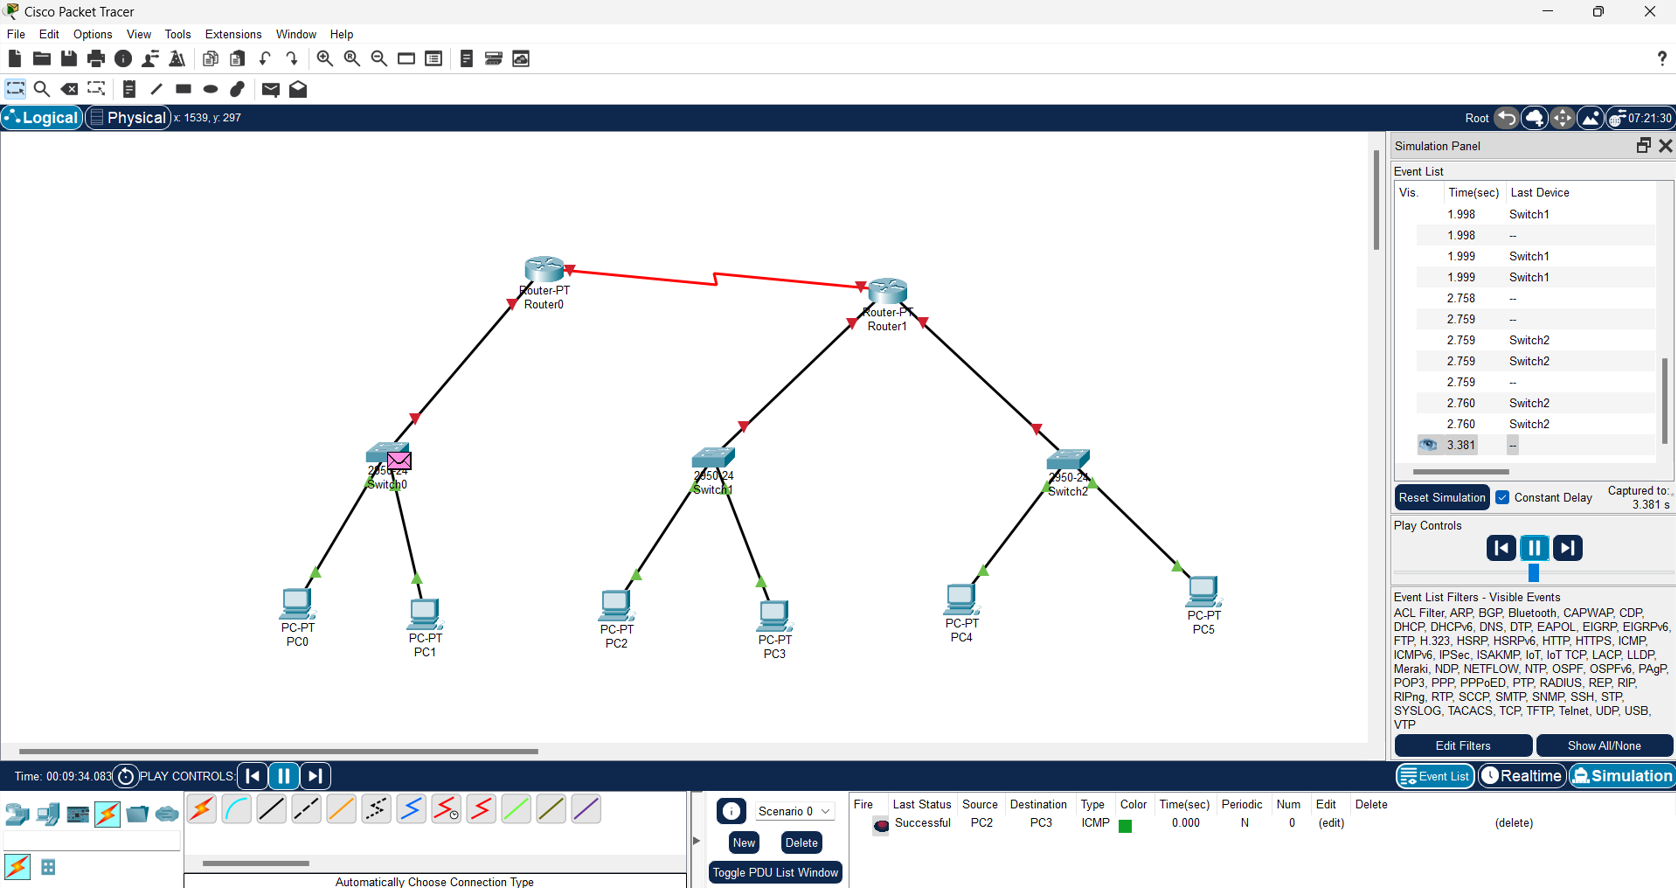 Cisco Packet Tracer
File Edit Options View Tools Extensions Window Help
?
Logical Physical x: 1539, y: 297 Root 07:21:30
Simulation Panel
Event List
Vis. Time(sec) Last Device
1.998 Switch1
1.998 --
1.999 Switch1
1.999 Switch1
2.758 --
2.759 --
2.759 Switch2
2.759 Switch2
2.759 --
2.760 Switch2
2.760 Switch2
3.381 --
Reset Simulation Constant Delay Captured to:
3.381 s
Play Controls
Event List Filters - Visible Events
ACL Filter, ARP, BGP, Bluetooth, CAPWAP, CDP,
DHCP, DHCPv6, DNS, DTP, EAPOL, EIGRP, EIGRPv6,
FTP, H.323, HSRP, HSRPv6, HTTP, HTTPS, ICMP,
ICMPv6, IPSec, ISAKMP, IoT, IoT TCP, LACP, LLDP,
Meraki, NDP, NETFLOW, NTP, OSPF, OSPFv6, PAgP,
POP3, PPP, PPPoED, PTP, RADIUS, REP, RIP,
RIPng, RTP, SCCP, SMTP, SNMP, SSH, STP,
SYSLOG, TACACS, TCP, TFTP, Telnet, UDP, USB,
VTP
Edit Filters Show All/None
Router-PT
Router0
Router-PT
Router1
2950-24
Switch0
2950-24
Switch1
2950-24
Switch2
PC-PT
PC0
PC-PT
PC1
PC-PT
PC2
PC-PT
PC3
PC-PT
PC4
PC-PT
PC5
Time: 00:09:34.083 PLAY CONTROLS: Event List Realtime Simulation
Scenario 0
New Delete
Toggle PDU List Window
Fire Last Status Source Destination Type Color Time(sec) Periodic Num Edit Delete
Successful PC2 PC3 ICMP 0.000 N 0 (edit) (delete)
Automatically Choose Connection Type